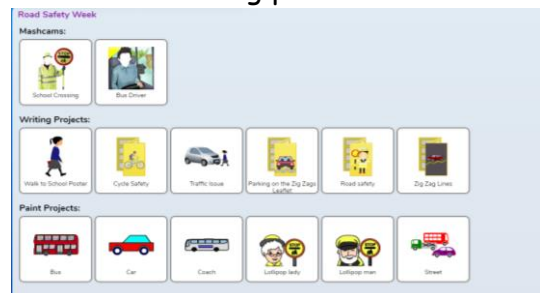 Road Safety Week
Mashcams:
School Crossing
Bus Driver
Writing Projects:
Walk to School Poster
Cycle Safety
Traffic Issue
Parking on the Zig Zags
Leaflet
Road safety
Zig Zag Lines
Paint Projects:
Bus
Car
Coach
Lollipop lady
Lollipop man
Street